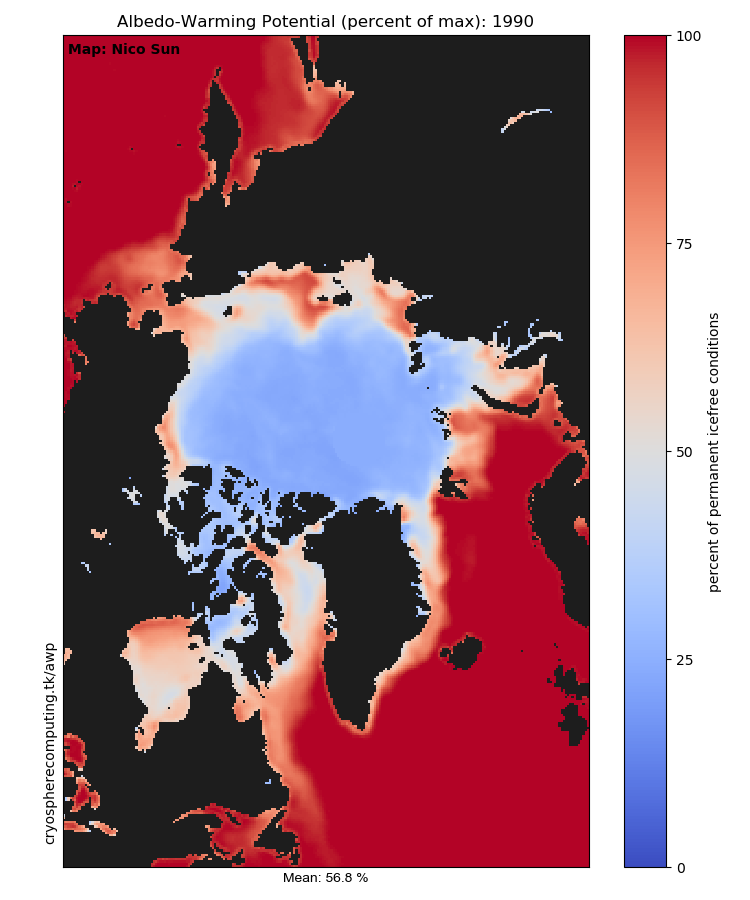 Albedo-Warming Potential (percent of max): 1990
Map: Nico Sun
100
75
50
25
0
percent of permanent icefree conditions
cryospherecomputing.tk/awp
Mean: 56.8 %